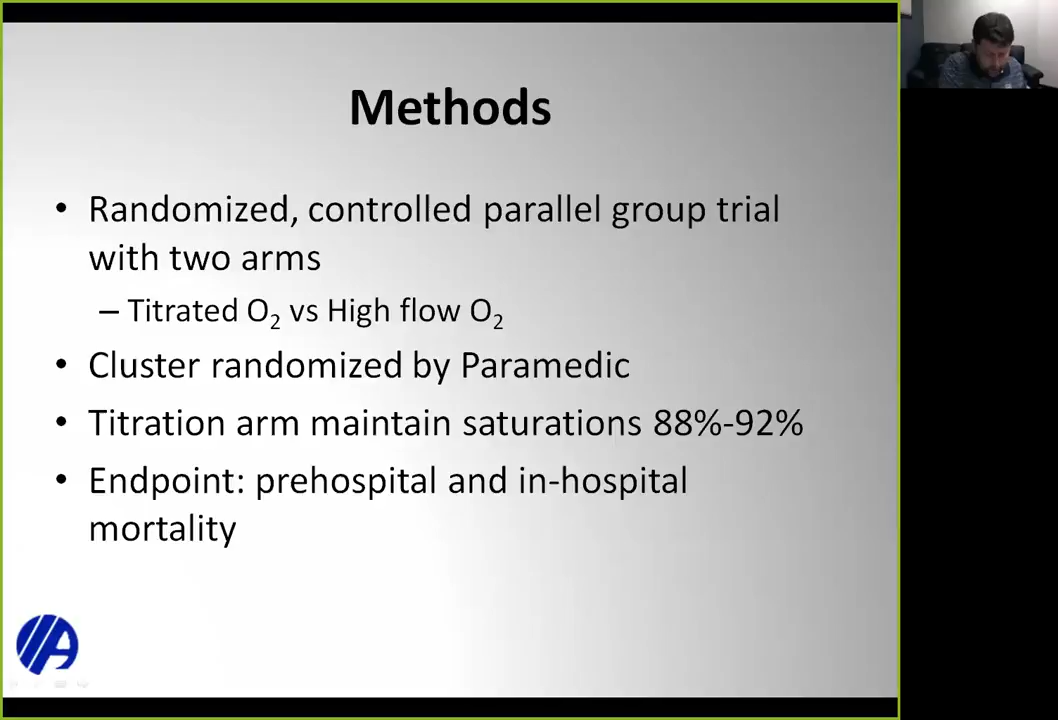 Methods
• Randomized, controlled parallel group trial
with two arms
– Titrated O₂ vs High flow O₂
• Cluster randomized by Paramedic
• Titration arm maintain saturations 88%-92%
• Endpoint: prehospital and in-hospital
mortality